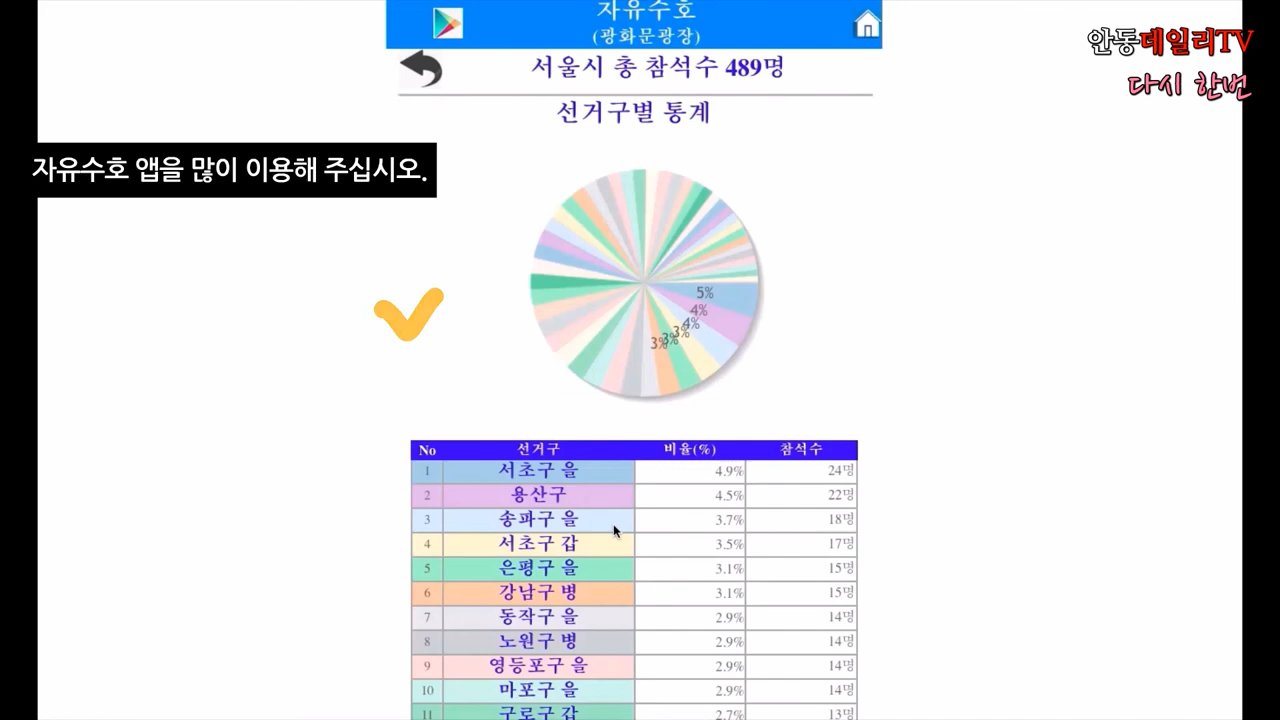 자유수호
(광화문광장)
안동데일리TV
다시 한번
서울시 총 참석수 489명
선거구별 통계
자유수호 앱을 많이 이용해 주십시오.
5%
4%
4%
3%
3%
3%
No 선거구 비율(%) 참석수
1 서초구 을 4.9% 24명
2 용산구 4.5% 22명
3 송파구 을 3.7% 18명
4 서초구 갑 3.5% 17명
5 은평구 을 3.1% 15명
6 강남구 병 3.1% 15명
7 동작구 을 2.9% 14명
8 노원구 병 2.9% 14명
9 영등포구 을 2.9% 14명
10 마포구 을 2.9% 14명
11 구로구 갑 2.7% 13명